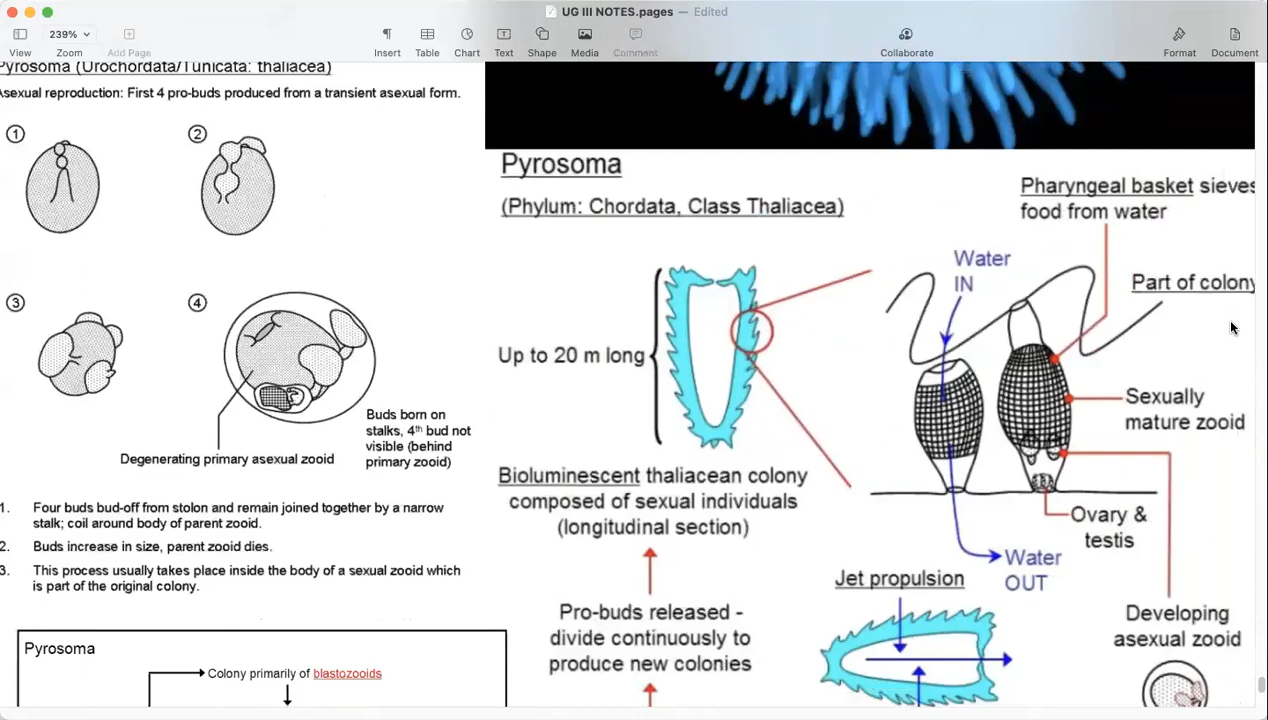 UG III NOTES.pages — Edited
239%
View
Zoom
Add Page
Insert
Table
Chart
Text
Shape
Media
Comment
Collaborate
Format
Document
Pyrosoma (Urochordata/Tunicata: thaliacea)
Asexual reproduction: First 4 pro-buds produced from a transient asexual form.
1
2
3
4
Buds born on
stalks, 4th bud not
visible (behind
primary zooid)
Degenerating primary asexual zooid
1. Four buds bud-off from stolon and remain joined together by a narrow
stalk; coil around body of parent zooid.
2. Buds increase in size, parent zooid dies.
3. This process usually takes place inside the body of a sexual zooid which
is part of the original colony.
Pyrosoma
Colony primarily of blastozooids
Pyrosoma
(Phylum: Chordata, Class Thaliacea)
Pharyngeal basket sieves
food from water
Water
IN
Part of colony
Up to 20 m long
Sexually
mature zooid
Bioluminescent thaliacean colony
composed of sexual individuals
(longitudinal section)
Ovary &
testis
Water
OUT
Jet propulsion
Pro-buds released -
divide continuously to
produce new colonies
Developing
asexual zooid